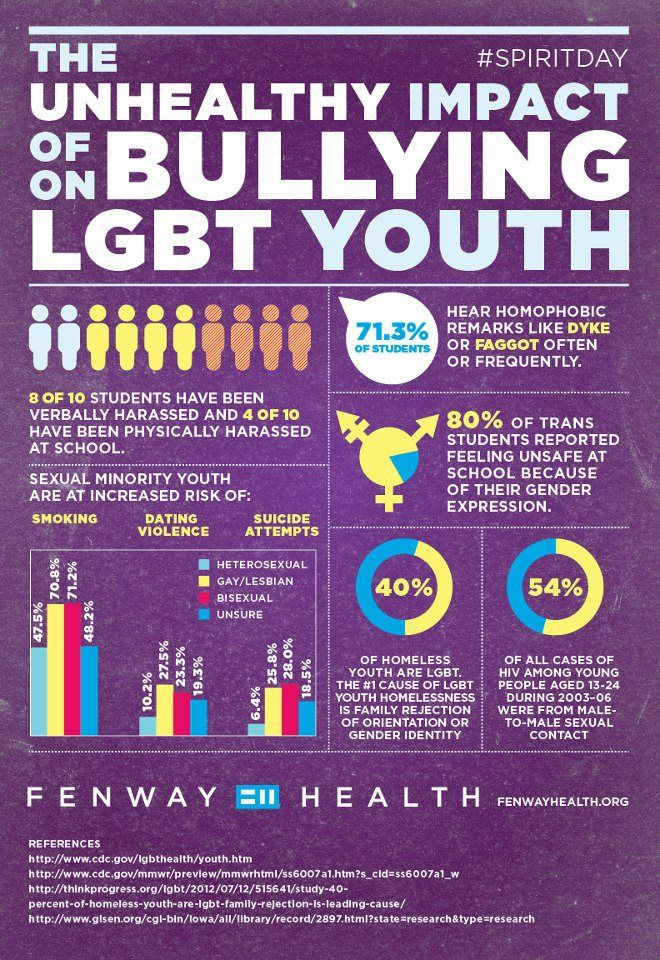 THE
#SPIRITDAY
UNHEALTHY IMPACT
OF
ON
BULLYING
LGBT YOUTH
8 OF 10 STUDENTS HAVE BEEN
VERBALLY HARASSED AND 4 OF 10
HAVE BEEN PHYSICALLY HARASSED
AT SCHOOL.
71.3%
OF STUDENTS
HEAR HOMOPHOBIC
REMARKS LIKE DYKE
OR FAGGOT OFTEN
OR FREQUENTLY.
80% OF TRANS
STUDENTS REPORTED
FEELING UNSAFE AT
SCHOOL BECAUSE
OF THEIR GENDER
EXPRESSION.
SEXUAL MINORITY YOUTH
ARE AT INCREASED RISK OF:
SMOKING
DATING
VIOLENCE
SUICIDE
ATTEMPTS
HETEROSEXUAL
GAY/LESBIAN
BISEXUAL
UNSURE
47.5%
70.8%
71.2%
48.2%
10.2%
27.5%
23.3%
19.3%
6.4%
25.8%
28.0%
18.5%
40%
OF HOMELESS
YOUTH ARE LGBT.
THE #1 CAUSE OF LGBT
YOUTH HOMELESSNESS
IS FAMILY REJECTION
OF ORIENTATION OR
GENDER IDENTITY
54%
OF ALL CASES OF
HIV AMONG YOUNG
PEOPLE AGED 13-24
DURING 2003-06
WERE FROM MALE-
TO-MALE SEXUAL
CONTACT
FENWAY HEALTH
FENWAYHEALTH.ORG
REFERENCES
http://www.cdc.gov/lgbthealth/youth.htm
http://www.cdc.gov/mmwr/preview/mmwrhtml/ss6007a1.htm?s_cid=ss6007a1_w
http://thinkprogress.org/lgbt/2012/07/12/515641/study-40-
percent-of-homeless-youth-are-lgbt-family-rejection-is-leading-cause/
http://www.glsen.org/cgi-bin/iowa/all/library/record/2897.html?state=research&type=research